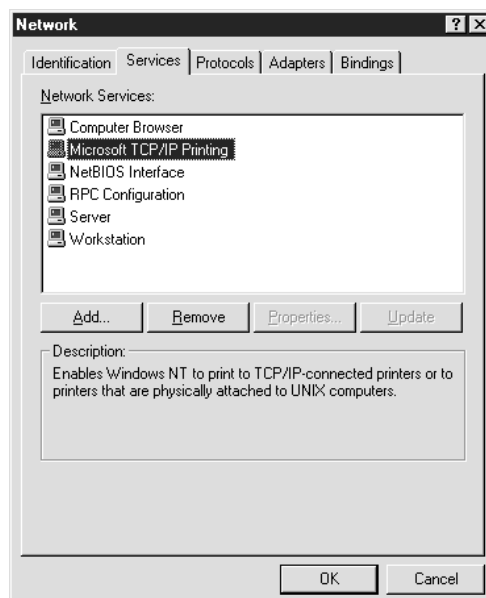 Network
Identification Services Protocols Adapters Bindings
Network Services:
Computer Browser
Microsoft TCP/IP Printing
NetBIOS Interface
RPC Configuration
Server
Workstation
Add... Remove Properties... Update
Description:
Enables Windows NT to print to TCP/IP-connected printers or to
printers that are physically attached to UNIX computers.
OK Cancel